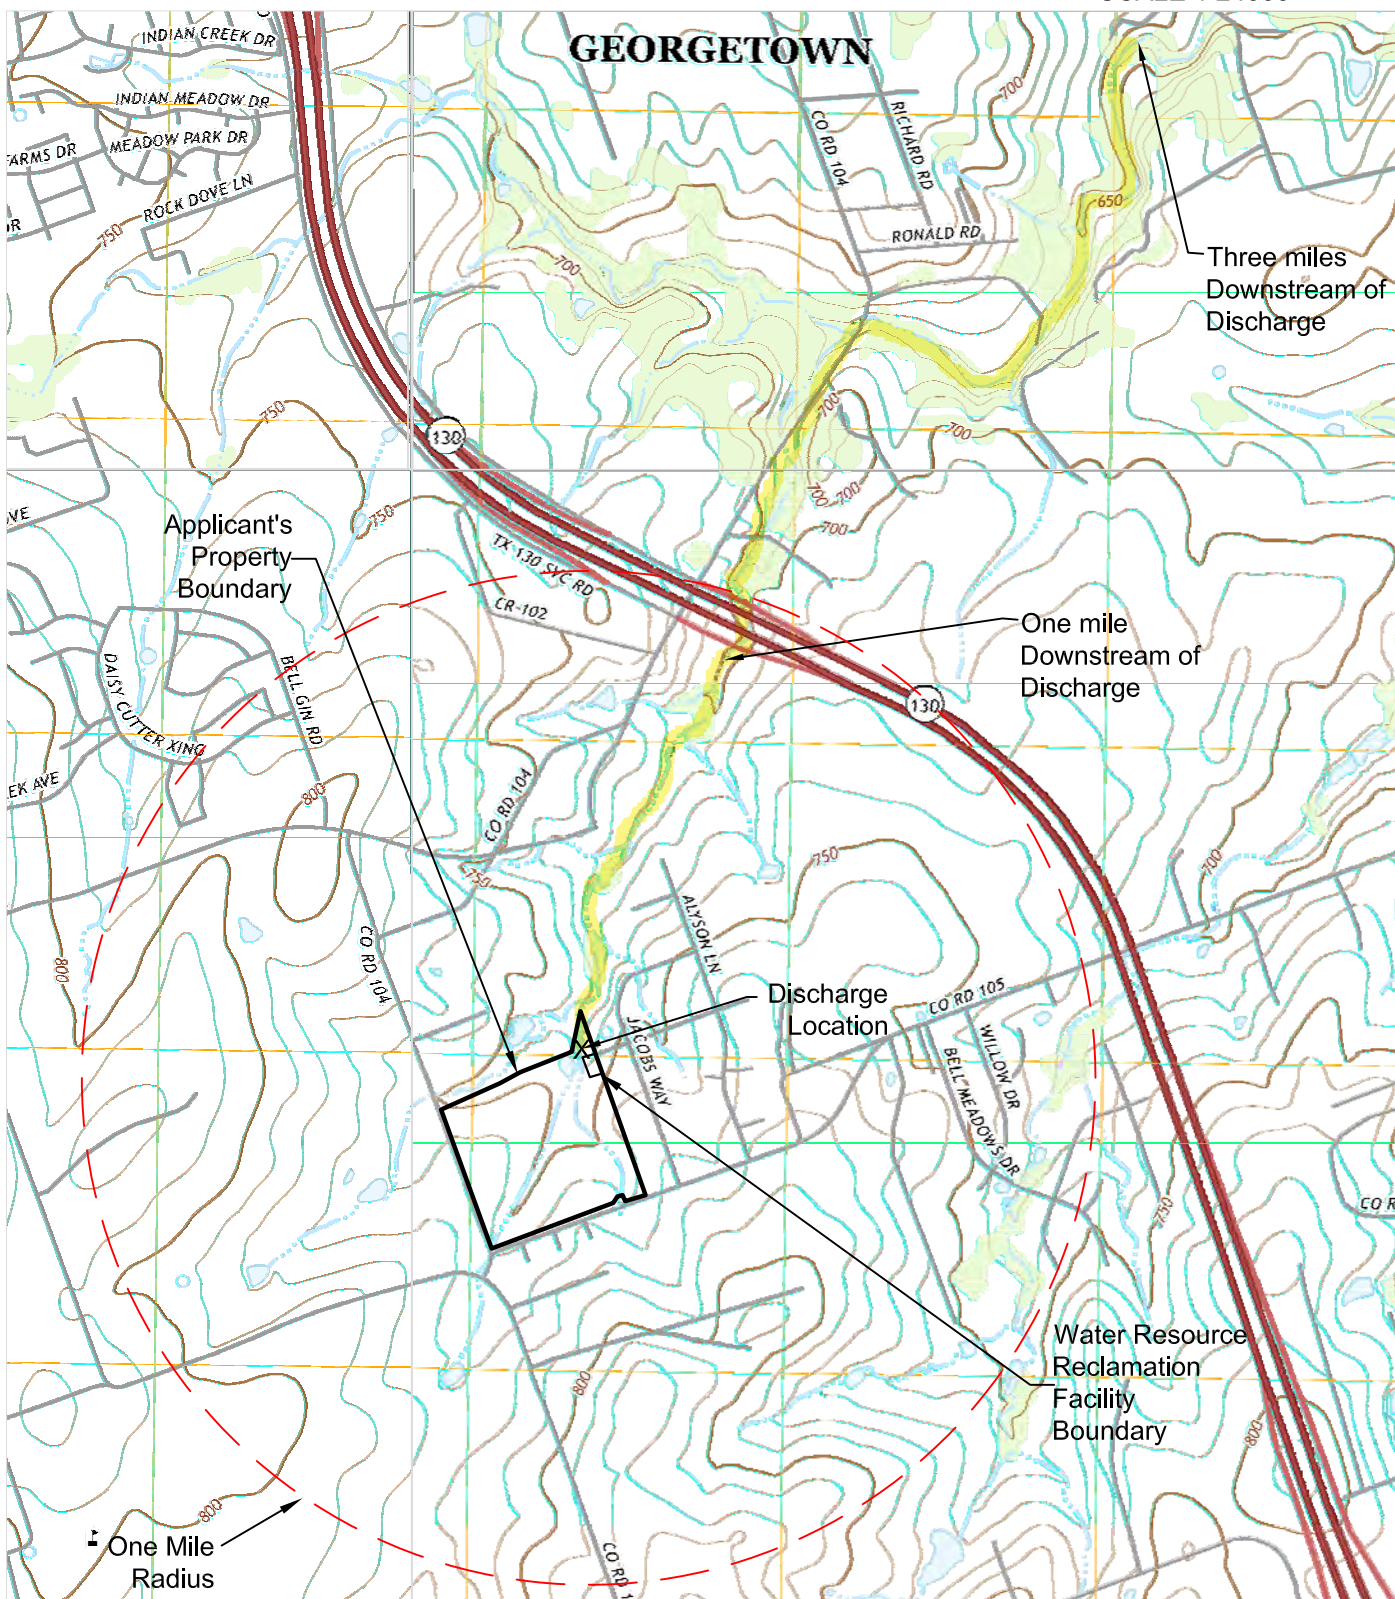 INDIAN CREEK DR
GEORGETOWN
INDIAN MEADOW DR
MEADOW PARK DR
FARMS DR
ROCK DOVE LN
750
700
CO RD 104
RICHARD RD
RONALD RD
700
650
Three miles
Downstream of
Discharge
750
130
700
700
700
700
700
750
Applicant's
Property
Boundary
TX 130 SVC RD
CR-102
One mile
Downstream of
Discharge
130
DAISY CUTTER XING
BELL GIN RD
EK AVE
800
CO RD 104
750
750
700
ALYSON LN
800
CO RD 104
Discharge
Location
CO RD 105
JACOBS WAY
WILLOW DR
BELL MEADOWS DR
750
CO R
Water Resource
Reclamation
Facility
Boundary
800
800
800
One Mile
Radius
CO RD 1